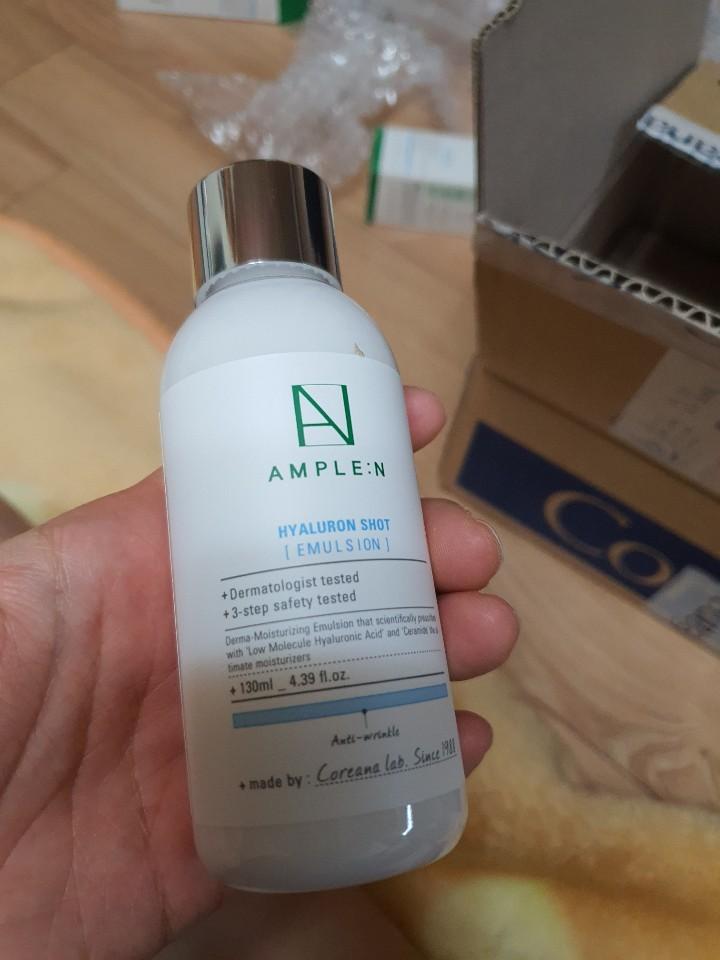 AMPLE:N
HYALURON SHOT
[ EMULSION ]
+Dermatologist tested
+3-step safety tested
Derma-Moisturizing Emulsion that scientifically
with 'Low Molecule Hyaluronic Acid' and 'Ceramide
timate moisturizers
+ 130ml _ 4.39 fl.oz.
Anti-wrinkle
+ made by : Coreana lab. Since 1988
Co